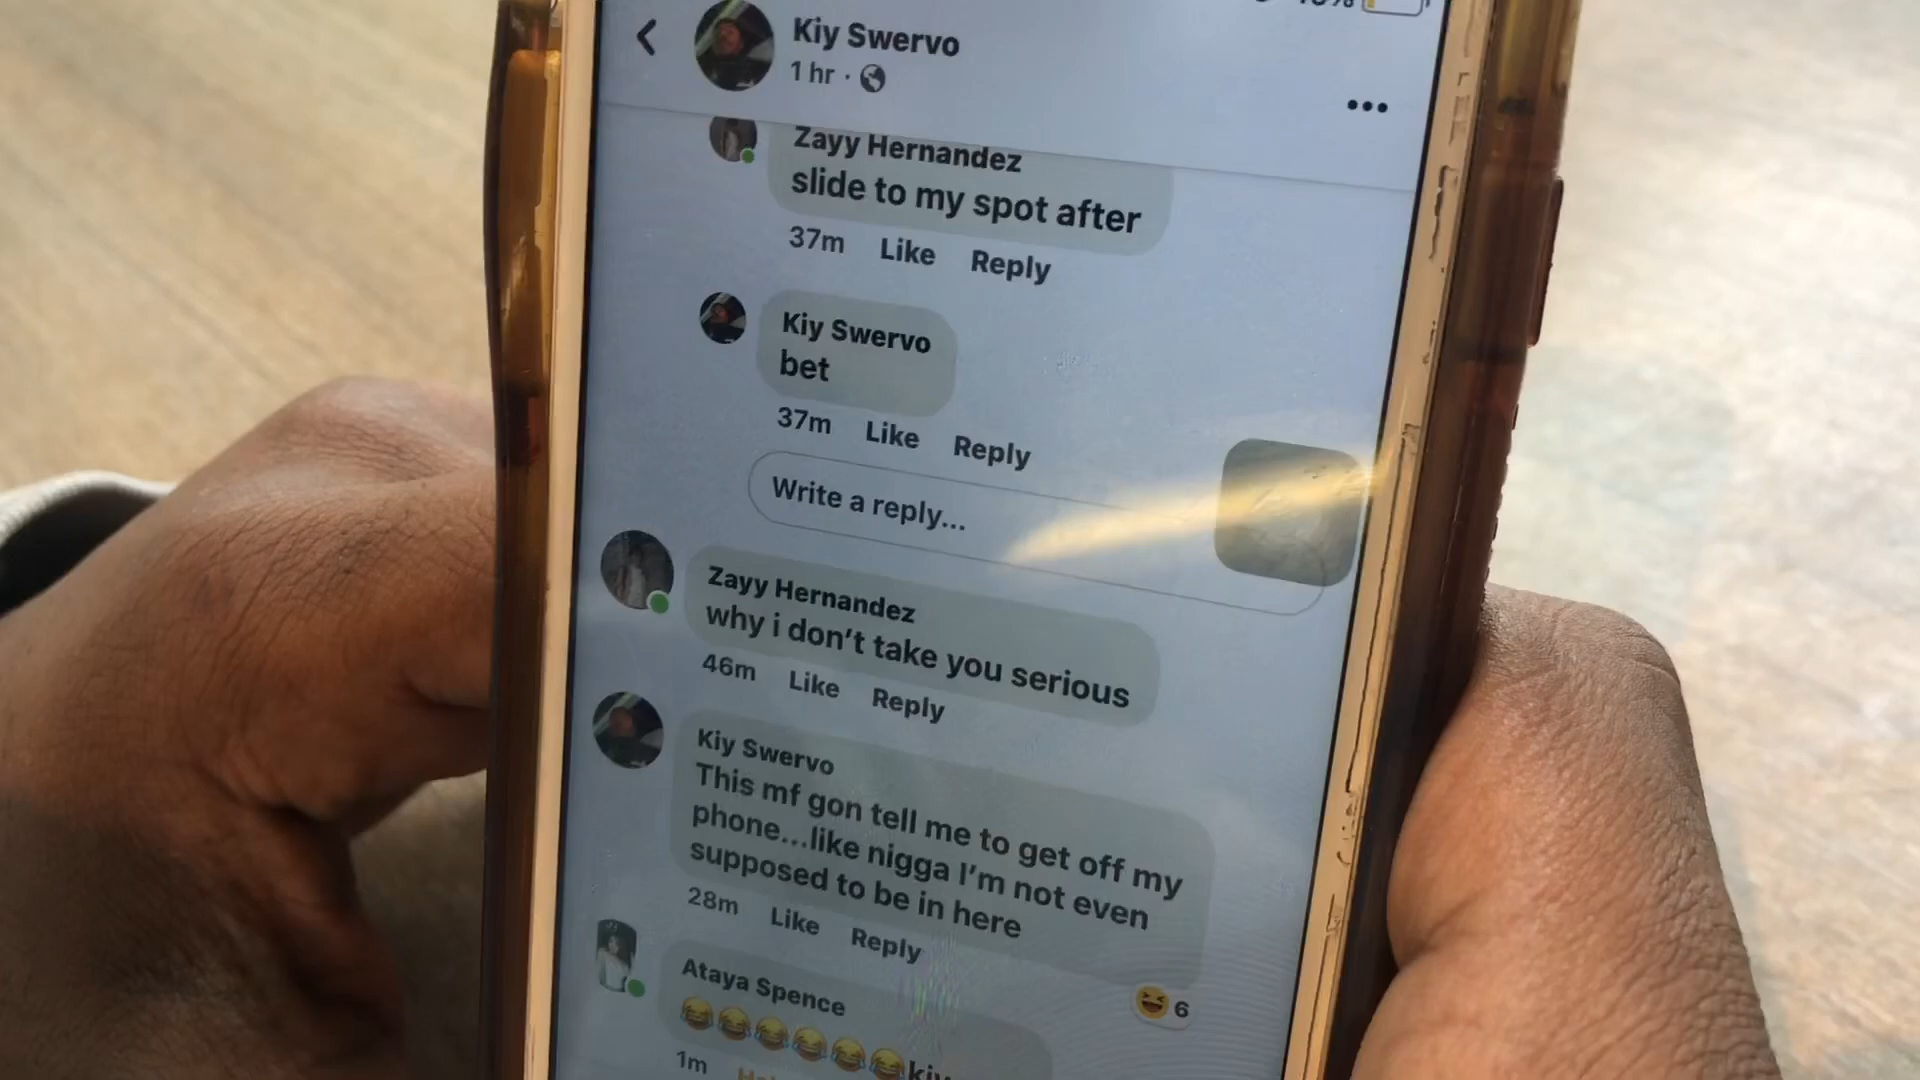 Kiy Swervo
1 hr ·
Zayy Hernandez
slide to my spot after
37m Like Reply
Kiy Swervo
bet
37m Like Reply
Write a reply...
Zayy Hernandez
why i don't take you serious
46m Like Reply
Kiy Swervo
This mf gon tell me to get off my
phone...like nigga I'm not even
supposed to be in here
28m Like Reply
6
Ataya Spence
😂😂😂😂😂😂kiy
1m